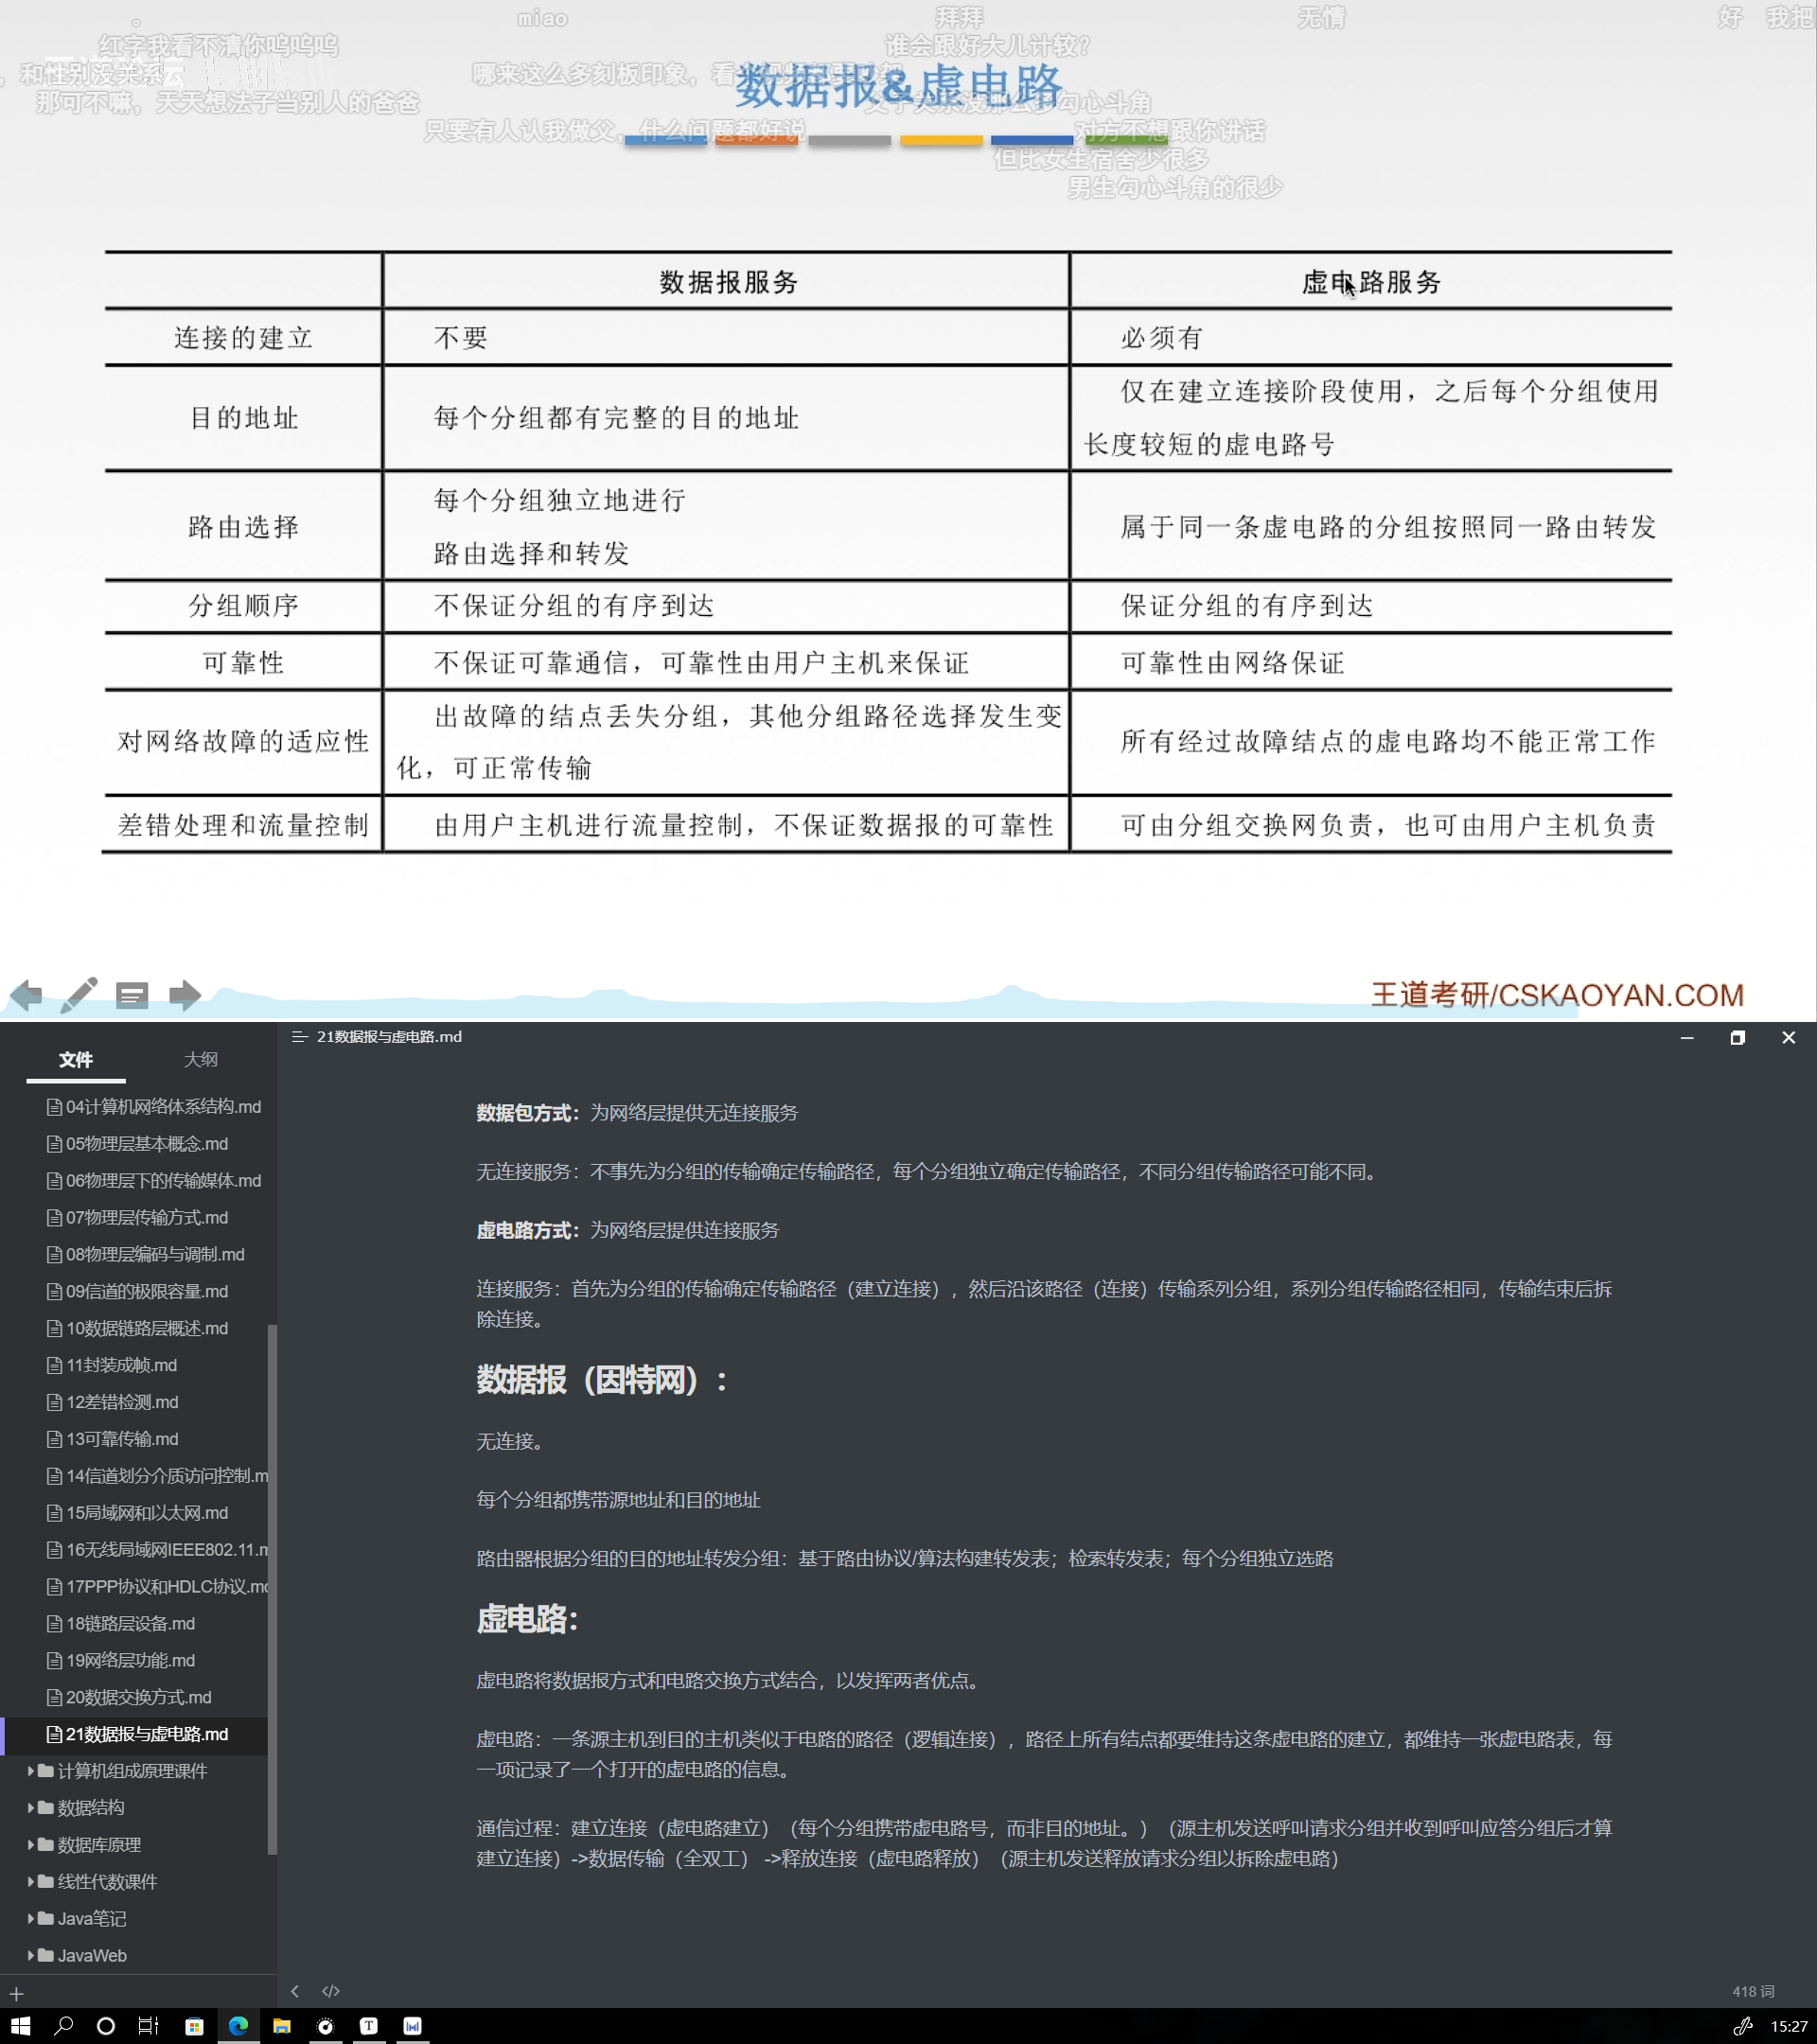 miao
拜拜
无情
好 我把
红字我看不清你呜呜呜
谁会跟好大儿计较?
和性别没关系
哪来这么多刻板印象，看
数据报&虚电路
那可不嘛，天天想法子当别人的爸爸
父子关系没那么多勾心斗角
只要有人认我做父，什么问题都好说
对方不想跟你讲话
但比女生宿舍少很多
男生勾心斗角的很少
数据报服务 虚电路服务
连接的建立 不要 必须有
目的地址 每个分组都有完整的目的地址 仅在建立连接阶段使用，之后每个分组使用
长度较短的虚电路号
路由选择 每个分组独立地进行
路由选择和转发 属于同一条虚电路的分组按照同一路由转发
分组顺序 不保证分组的有序到达 保证分组的有序到达
可靠性 不保证可靠通信，可靠性由用户主机来保证 可靠性由网络保证
对网络故障的适应性 出故障的结点丢失分组，其他分组路径选择发生变
化，可正常传输 所有经过故障结点的虚电路均不能正常工作
差错处理和流量控制 由用户主机进行流量控制，不保证数据报的可靠性 可由分组交换网负责，也可由用户主机负责
王道考研/CSKAOYAN.COM
文件 大纲
21数据报与虚电路.md
04计算机网络体系结构.md
05物理层基本概念.md
06物理层下的传输媒体.md
07物理层传输方式.md
08物理层编码与调制.md
09信道的极限容量.md
10数据链路层概述.md
11封装成帧.md
12差错检测.md
13可靠传输.md
14信道划分介质访问控制.m
15局域网和以太网.md
16无线局域网IEEE802.11.m
17PPP协议和HDLC协议.md
18链路层设备.md
19网络层功能.md
20数据交换方式.md
21数据报与虚电路.md
计算机组成原理课件
数据结构
数据库原理
线性代数课件
Java笔记
JavaWeb
数据包方式：为网络层提供无连接服务
无连接服务：不事先为分组的传输确定传输路径，每个分组独立确定传输路径，不同分组传输路径可能不同。
虚电路方式：为网络层提供连接服务
连接服务：首先为分组的传输确定传输路径（建立连接），然后沿该路径（连接）传输系列分组，系列分组传输路径相同，传输结束后拆
除连接。
数据报（因特网）：
无连接。
每个分组都携带源地址和目的地址
路由器根据分组的目的地址转发分组：基于路由协议/算法构建转发表；检索转发表；每个分组独立选路
虚电路：
虚电路将数据报方式和电路交换方式结合，以发挥两者优点。
虚电路：一条源主机到目的主机类似于电路的路径（逻辑连接），路径上所有结点都要维持这条虚电路的建立，都维持一张虚电路表，每
一项记录了一个打开的虚电路的信息。
通信过程：建立连接（虚电路建立）（每个分组携带虚电路号，而非目的地址。）（源主机发送呼叫请求分组并收到呼叫应答分组后才算
建立连接）->数据传输（全双工） ->释放连接（虚电路释放）（源主机发送释放请求分组以拆除虚电路）
418 词
15:27